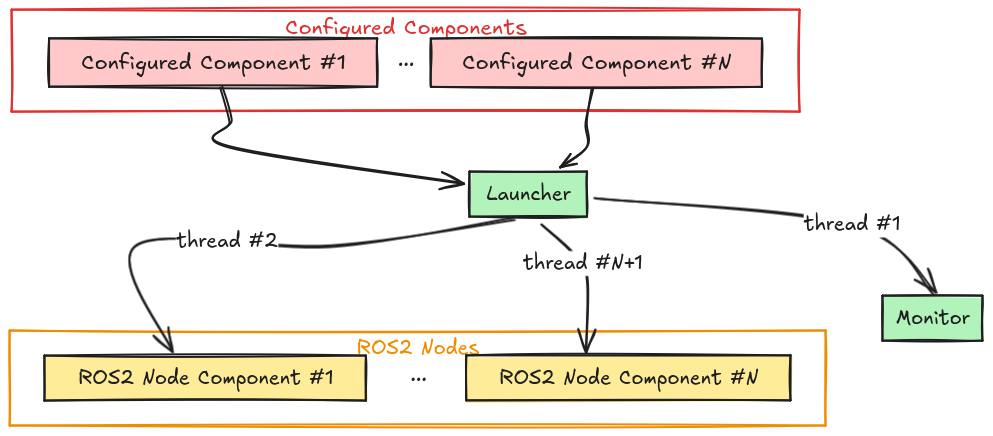 Configured Components
Configured Component #1
...
Configured Component #N
Launcher
thread #1
thread #2
thread #N+1
Monitor
ROS2 Nodes
ROS2 Node Component #1
...
ROS2 Node Component #N